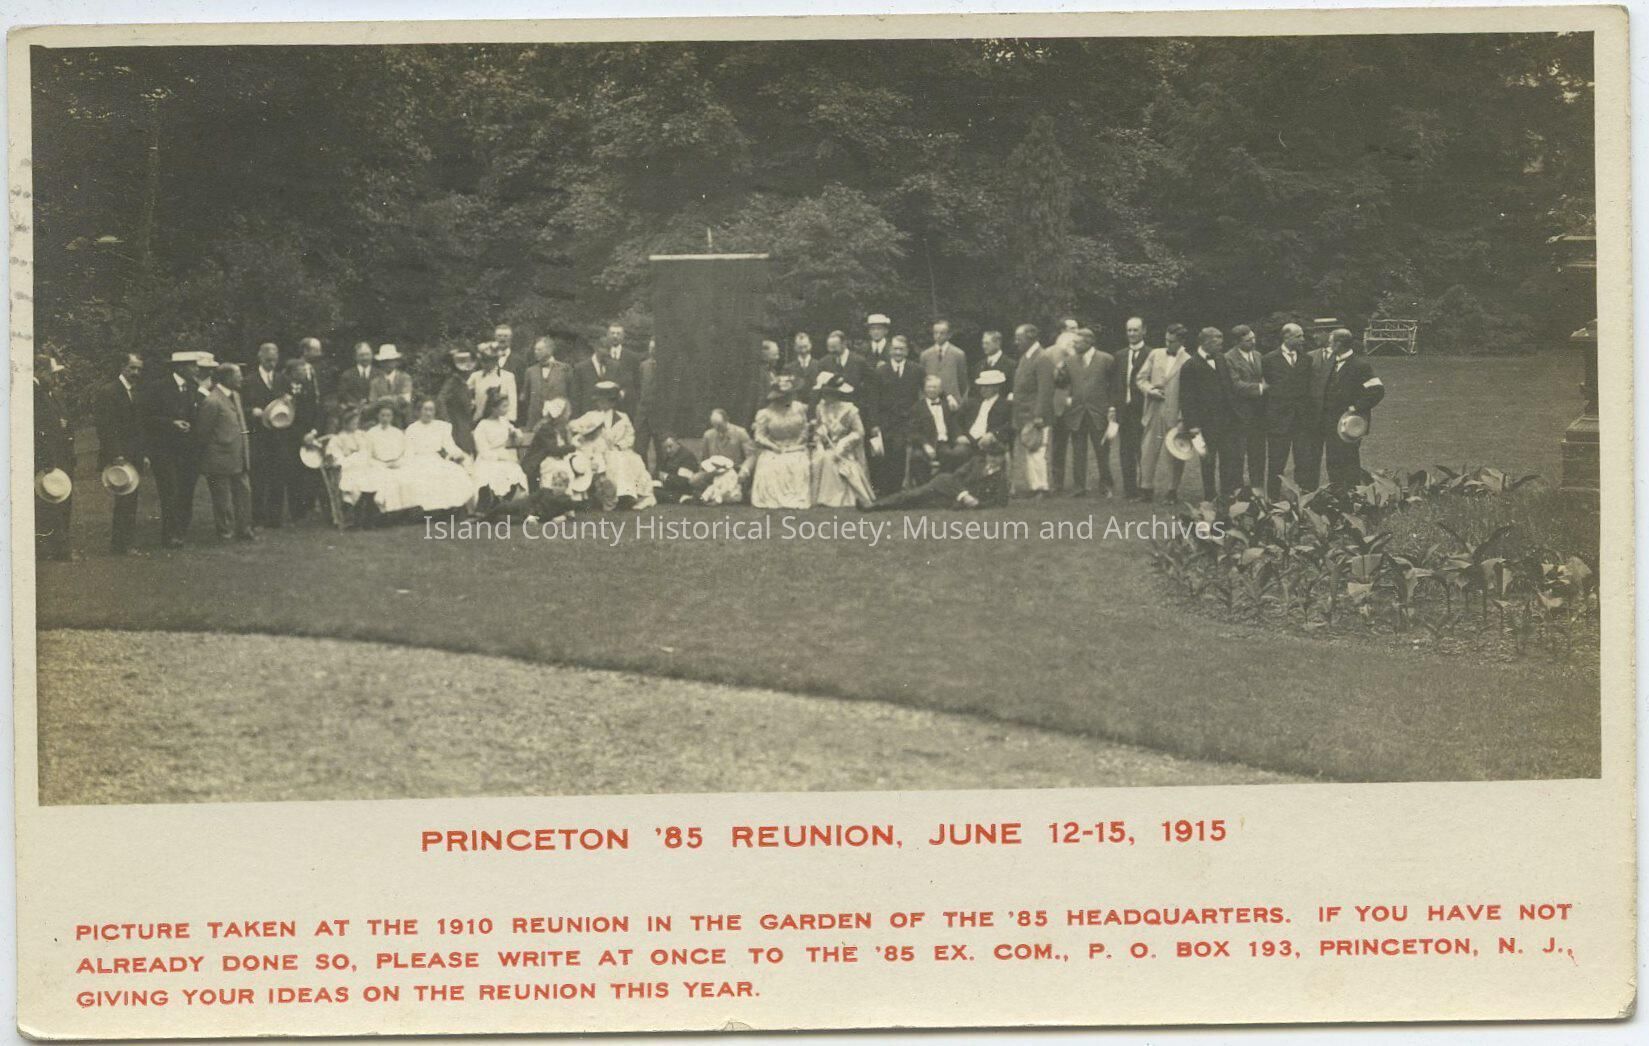 Island County Historical Society: Museum and Archives
PRINCETON '85 REUNION, JUNE 12-15, 1915
PICTURE TAKEN AT THE 1910 REUNION IN THE GARDEN OF THE '85 HEADQUARTERS. IF YOU HAVE NOT
ALREADY DONE SO, PLEASE WRITE AT ONCE TO THE '85 EX. COM., P. O. BOX 193, PRINCETON, N. J.,
GIVING YOUR IDEAS ON THE REUNION THIS YEAR.